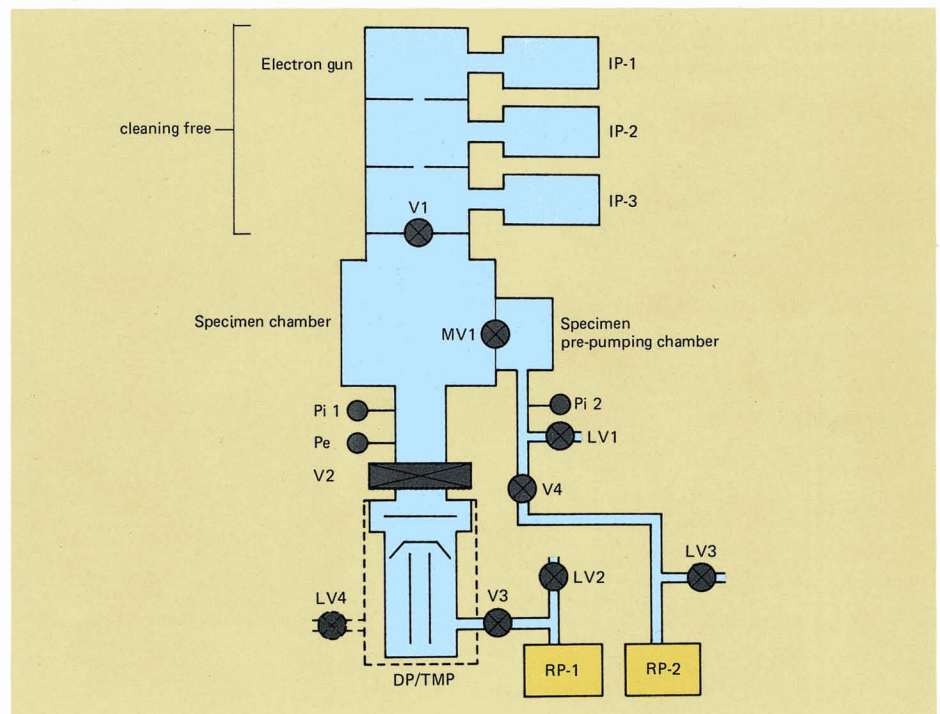 Electron gun
IP-1
cleaning free
IP-2
IP-3
V1
Specimen chamber
MV1
Specimen
pre-pumping chamber
Pi 1
Pi 2
Pe
LV1
V2
V4
LV3
LV2
LV4
V3
RP-1
RP-2
DP/TMP